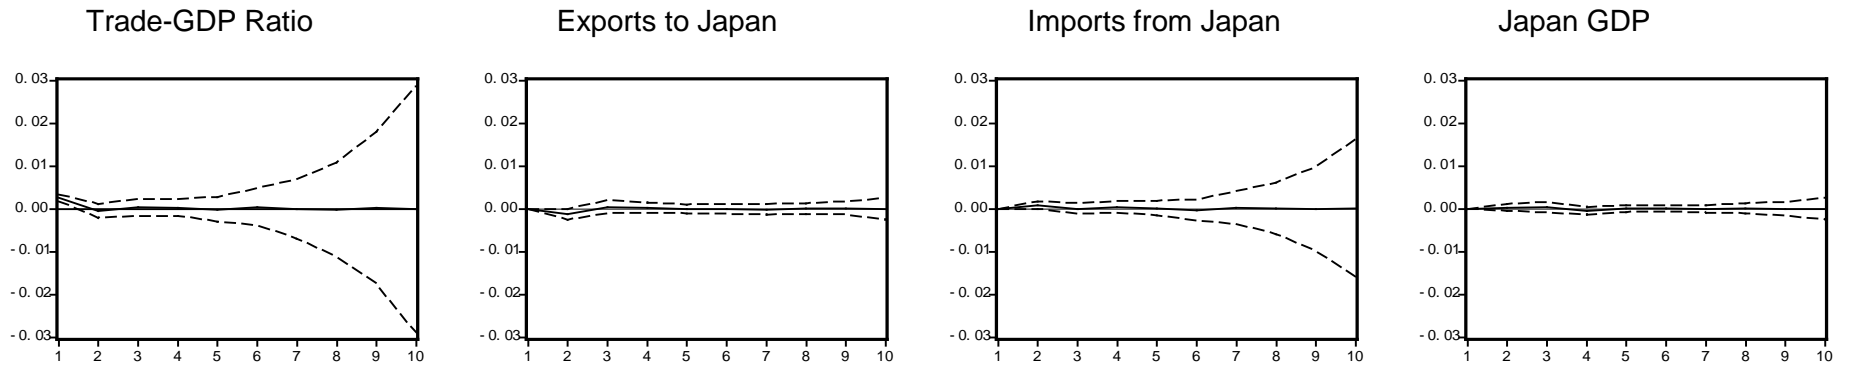 Trade-GDP Ratio Exports to Japan Imports from Japan Japan GDP
0.03 0.03 0.03 0.03
0.02 0.02 0.02 0.02
0.01 0.01 0.01 0.01
0.00 0.00 0.00 0.00
-0.01 -0.01 -0.01 -0.01
-0.02 -0.02 -0.02 -0.02
-0.03 -0.03 -0.03 -0.03
1 2 3 4 5 6 7 8 9 10 1 2 3 4 5 6 7 8 9 10 1 2 3 4 5 6 7 8 9 10 1 2 3 4 5 6 7 8 9 10